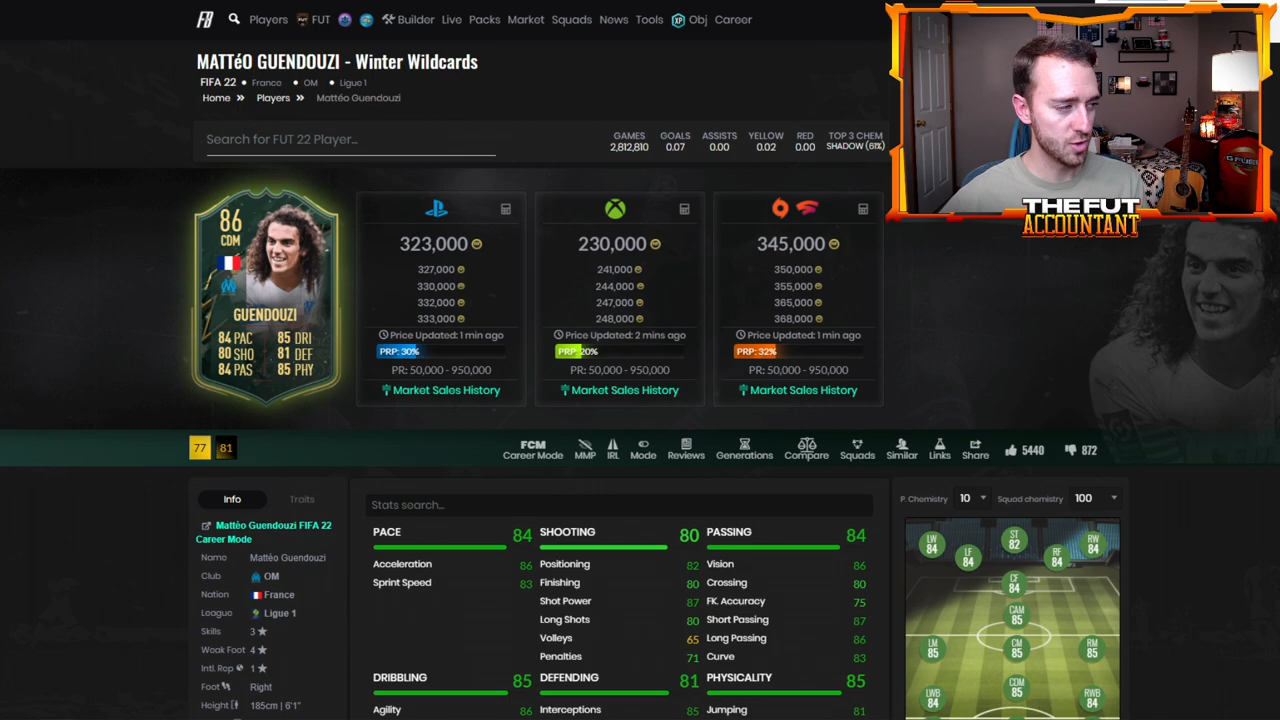 FB Players FUT Builder Live Packs Market Squads News Tools XP Obj Career
MATTéO GUENDOUZI - Winter Wildcards
FIFA 22 • France • OM • Ligue 1
Home » Players » Mattéo Guendouzi
Search for FUT 22 Player...
GAMES GOALS ASSISTS YELLOW RED TOP 3 CHEM
2,812,810 0.07 0.00 0.02 0.00 SHADOW (61%)
THE FUT
ACCOUNTANT
86
CDM
GUENDOUZI
84 PAC 85 DRI
80 SHO 81 DEF
84 PAS 85 PHY
323,000
327,000
330,000
332,000
333,000
Price Updated: 1 min ago
PRP: 30%
PR: 50,000 - 950,000
Market Sales History
230,000
241,000
244,000
247,000
248,000
Price Updated: 2 mins ago
PRP: 20%
PR: 50,000 - 950,000
Market Sales History
345,000
350,000
355,000
365,000
368,000
Price Updated: 1 min ago
PRP: 32%
PR: 50,000 - 950,000
Market Sales History
77 81
FCM
Career Mode MMP IRL Mode Reviews Generations Compare Squads Similar Links Share 5440 872
Info Traits
Mattéo Guendouzi FIFA 22
Career Mode
Name Mattéo Guendouzi
Club OM
Nation France
League Ligue 1
Skills 3 ★
Weak Foot 4 ★
Intl. Rep 1 ★
Foot Right
Height 185cm | 6'1"
Stats search...
PACE 84
Acceleration 86
Sprint Speed 83
SHOOTING 80
Positioning 82
Finishing 80
Shot Power 87
Long Shots 80
Volleys 65
Penalties 71
PASSING 84
Vision 86
Crossing 80
FK. Accuracy 75
Short Passing 87
Long Passing 86
Curve 83
DRIBBLING 85
Agility 86
DEFENDING 81
Interceptions 85
PHYSICALITY 85
Jumping 81
P. Chemistry 10 Squad chemistry 100
LW
84
LF
84
ST
82
RF
84
RW
84
CF
84
CAM
85
LM
85
CM
85
RM
85
LWB
84
CDM
85
RWB
84